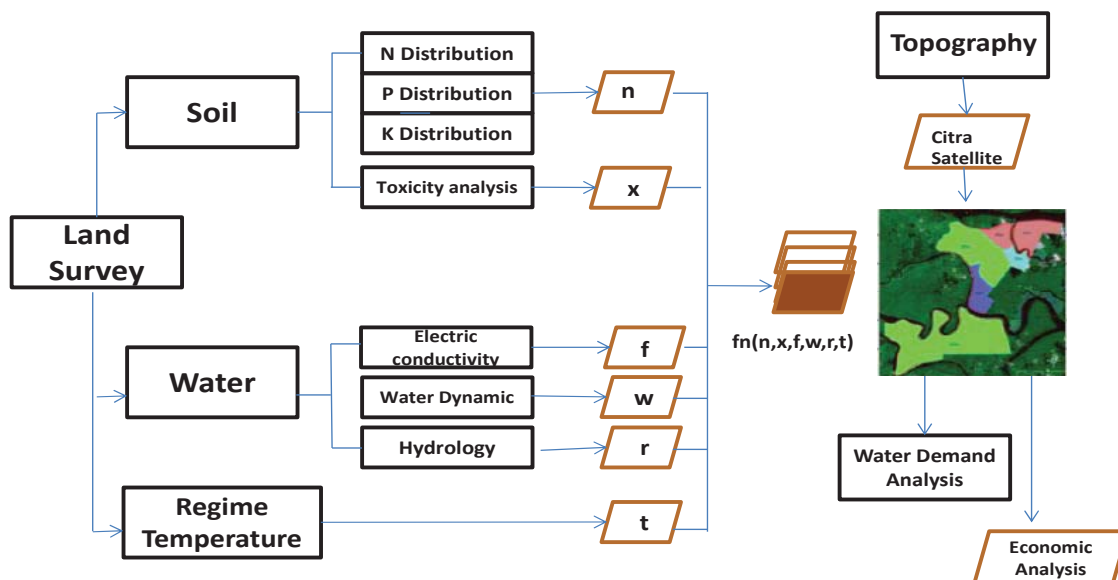 Land
Survey
Soil
N Distribution
P Distribution
K Distribution
Toxicity analysis
n
x
Water
Electric
conductivity
Water Dynamic
Hydrology
f
w
r
Regime
Temperature
t
fn(n,x,f,w,r,t)
Topography
Citra
Satellite
Water Demand
Analysis
Economic
Analysis